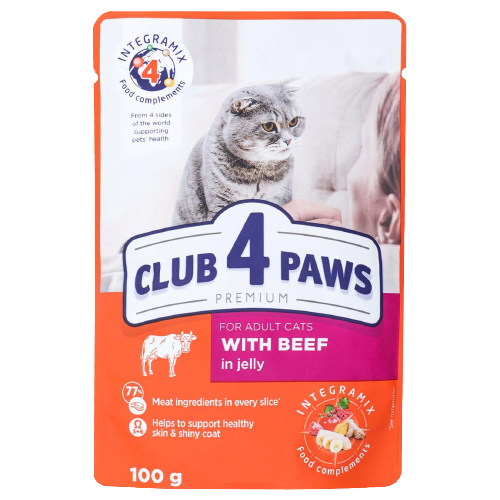 INTEGRAMIX
4
Food complements
From 4 sides
of the world
supporting
pets' health
CLUB 4 PAWS
PREMIUM
FOR ADULT CATS
WITH BEEF
in jelly
77%
Meat ingredients in every slice*
Helps to support healthy
skin & shiny coat
INTEGRAMIX
Food complements
100 g